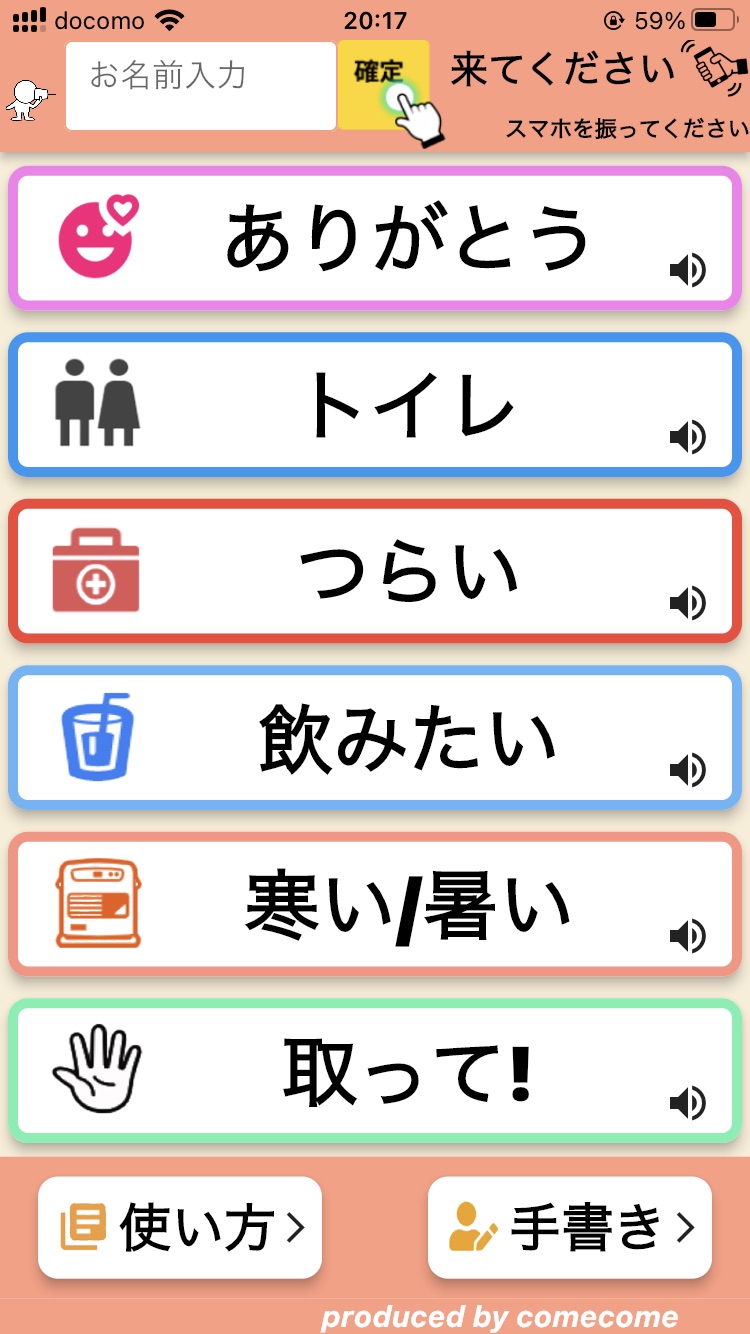 docomo 20:17 59%
お名前入力 確定 来てください
スマホを振ってください
ありがとう
トイレ
つらい
飲みたい
寒い/暑い
取って!
使い方 手書き
produced by comecome